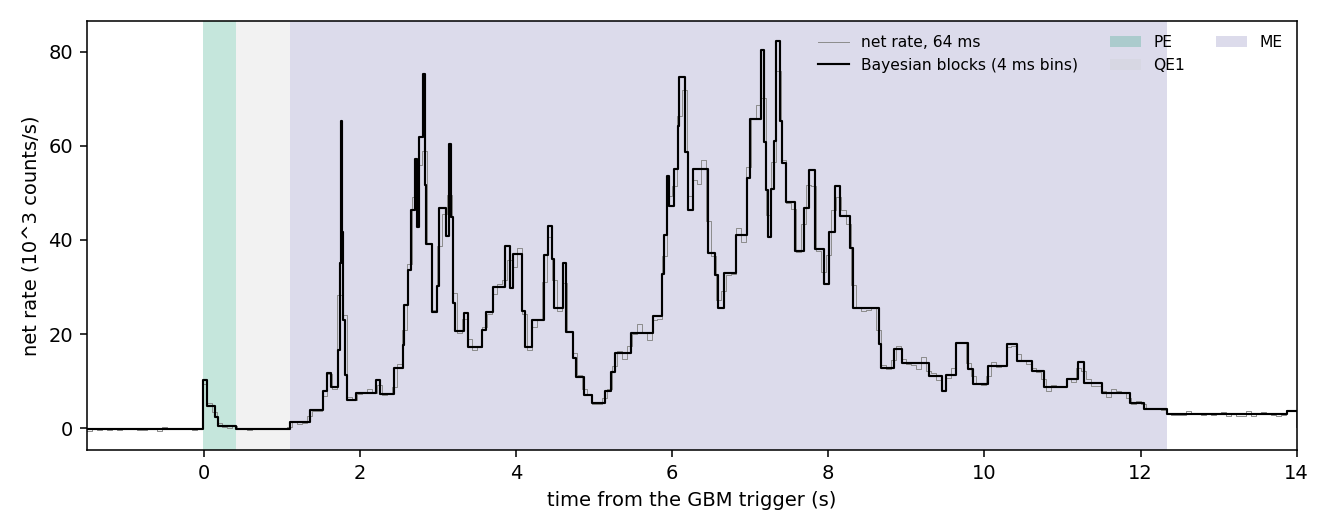 net rate, 64 ms
Bayesian blocks (4 ms bins)
PE
QE1
ME
net rate (10^3 counts/s)
80
60
40
20
0
0 2 4 6 8 10 12 14
time from the GBM trigger (s)